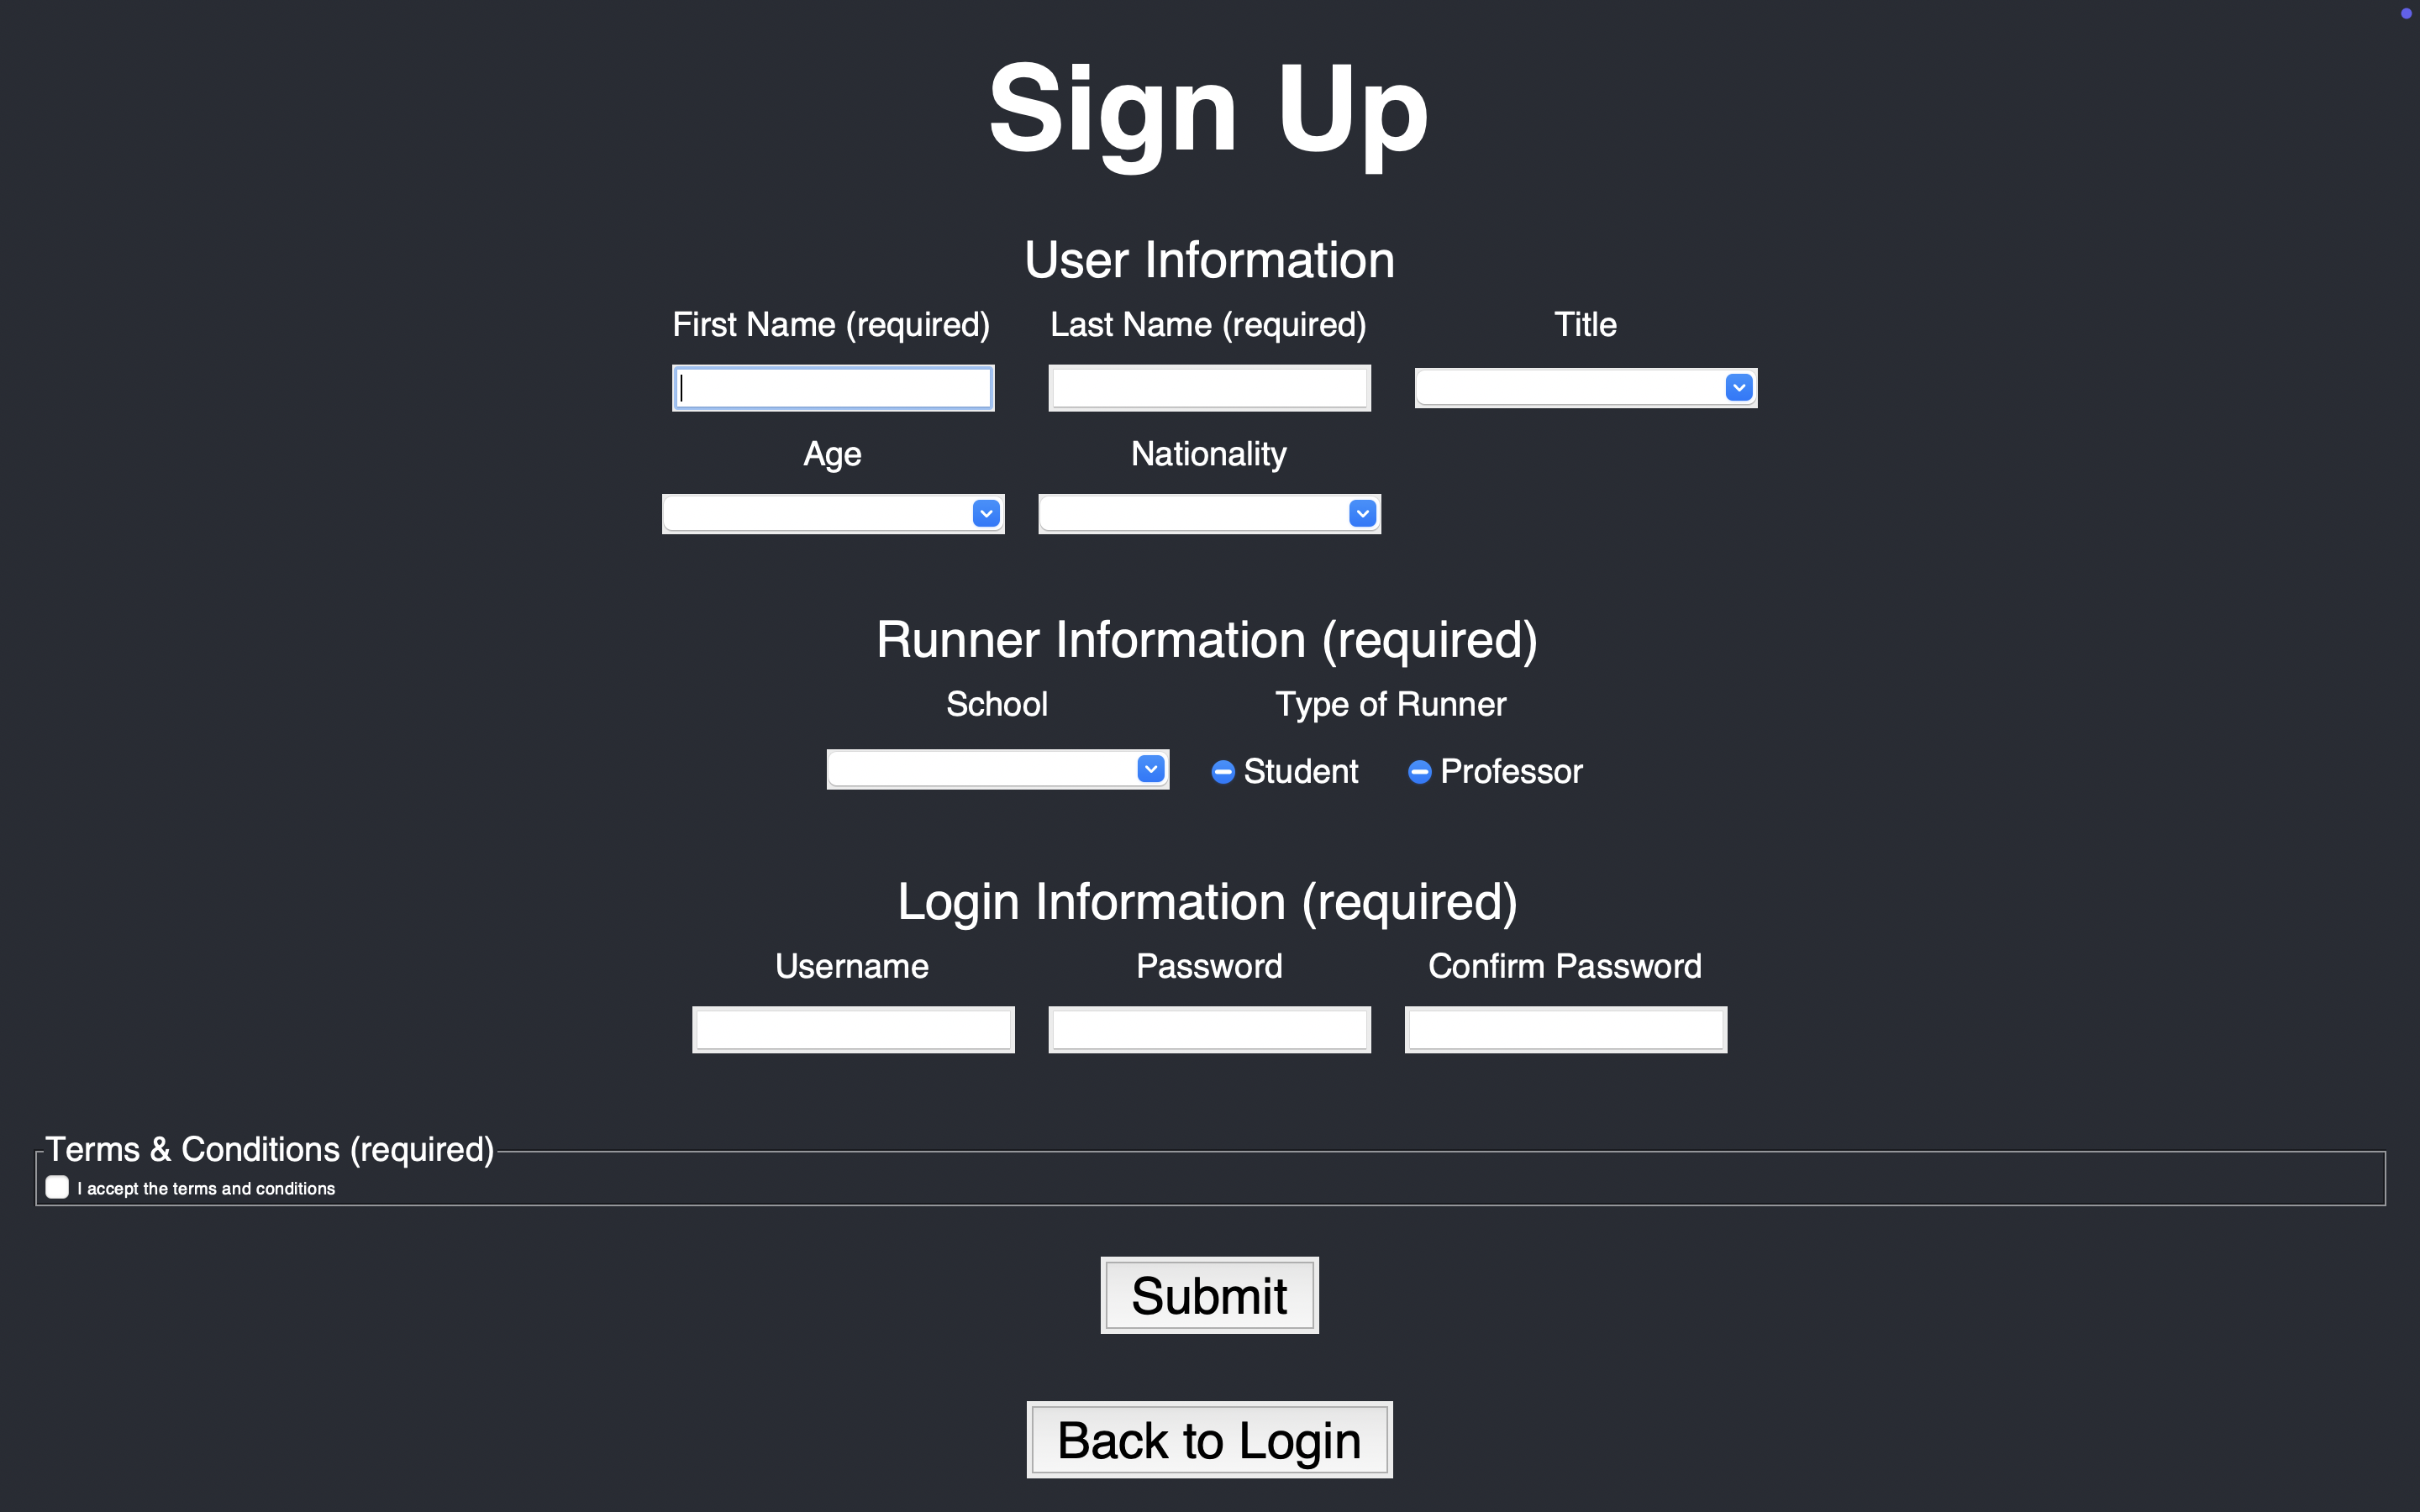 Sign Up
User Information
First Name (required) Last Name (required) Title
Age Nationality
Runner Information (required)
School Type of Runner
Student Professor
Login Information (required)
Username Password Confirm Password
Terms & Conditions (required)
I accept the terms and conditions
Submit
Back to Login